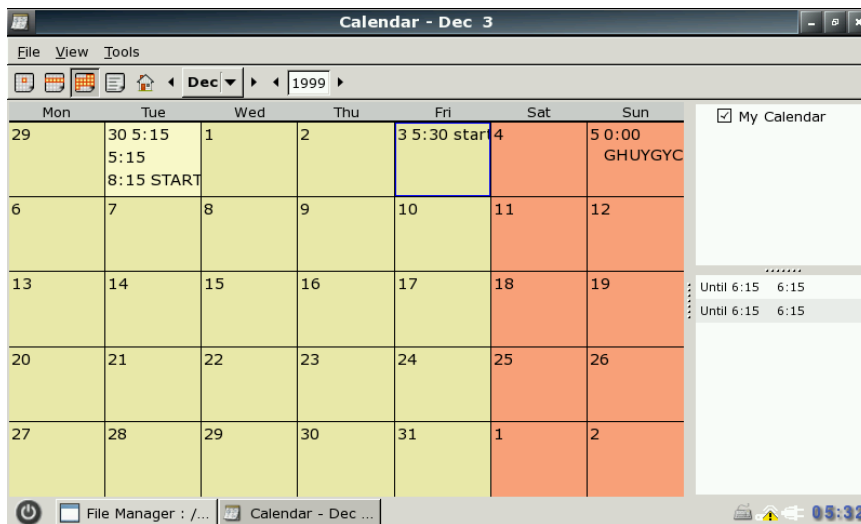 Calendar - Dec 3
File View Tools
Dec 1999
Mon Tue Wed Thu Fri Sat Sun
My Calendar
29 30 5:15 1 2 3 5:30 start 4 5 0:00
5:15 GHUYGYC
8:15 START
6 7 8 9 10 11 12
13 14 15 16 17 18 19
Until 6:15 6:15
Until 6:15 6:15
20 21 22 23 24 25 26
27 28 29 30 31 1 2
File Manager : /... Calendar - Dec ... 05:32